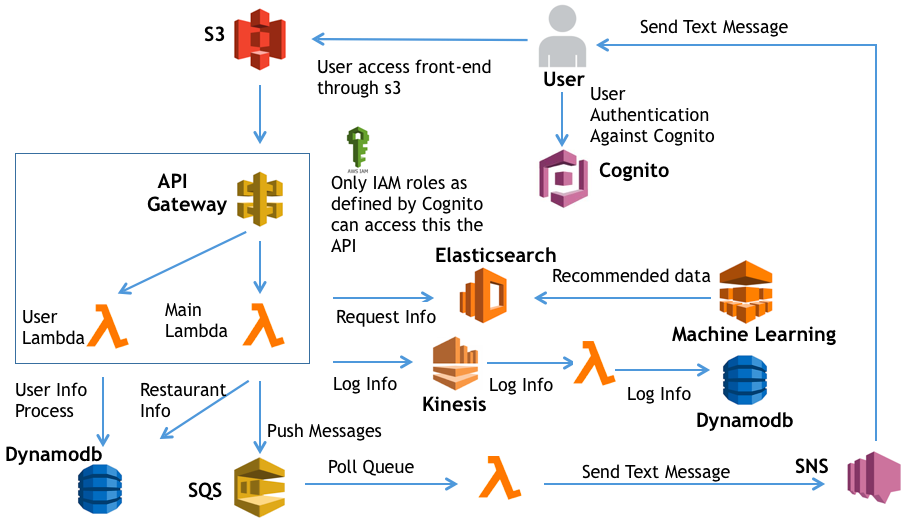 S3
Send Text Message
User access front-end
through s3
User
User
Authentication
Against Cognito
Cognito
AWS IAM
Only IAM roles as
defined by Cognito
can access this the
API
API
Gateway
User
Lambda
Main
Lambda
Elasticsearch
Request Info
Recommended data
Machine Learning
Log Info
Kinesis
Log Info
Log Info
Dynamodb
User Info
Process
Restaurant
Info
Dynamodb
Push Messages
SQS
Poll Queue
Send Text Message
SNS